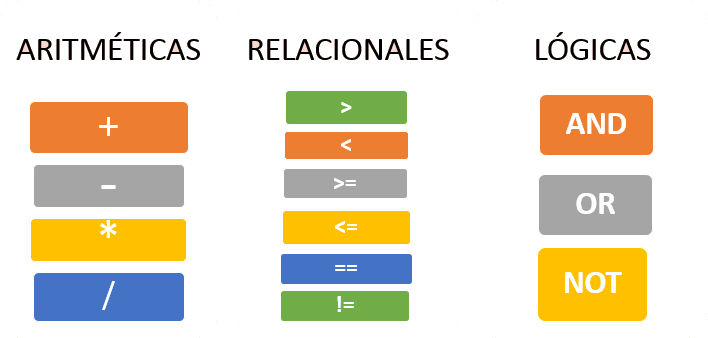 ARITMÉTICAS
+
-
*
/
RELACIONALES
>
<
>=
<=
==
!=
LÓGICAS
AND
OR
NOT